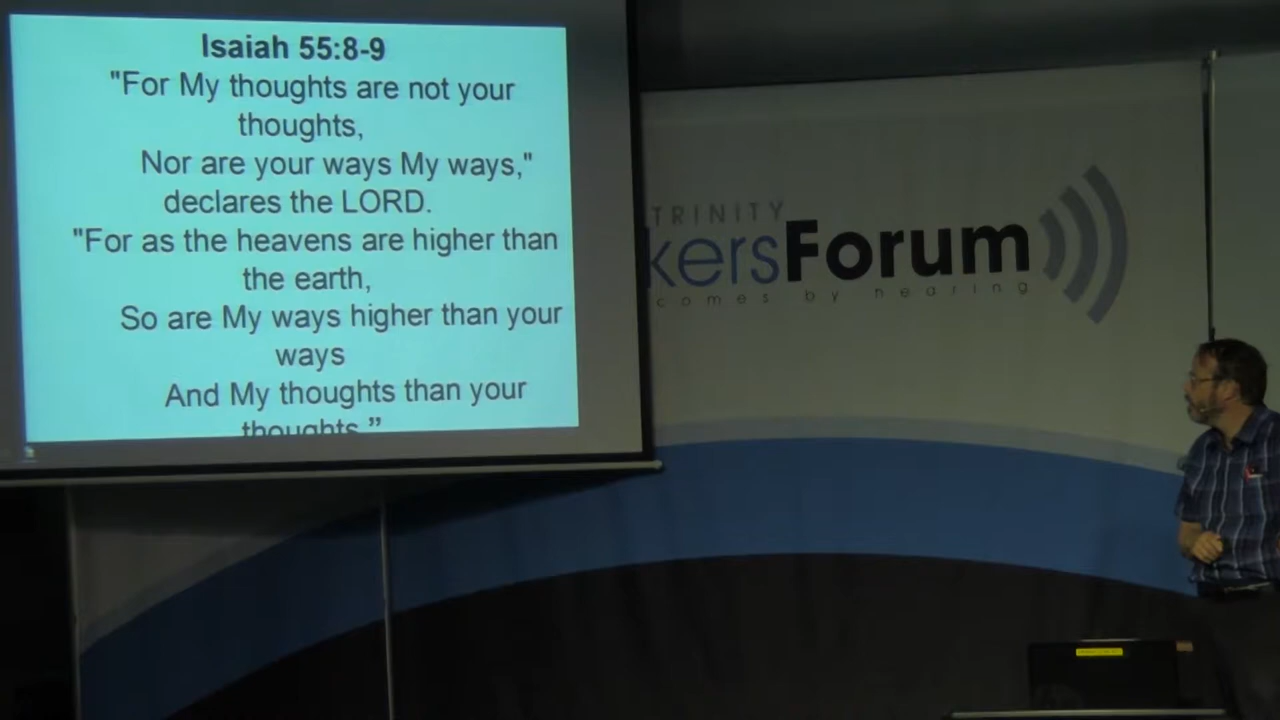 Isaiah 55:8-9
"For My thoughts are not your
thoughts,
Nor are your ways My ways,"
declares the LORD.
"For as the heavens are higher than
the earth,
So are My ways higher than your
ways
And My thoughts than your
thoughts.”
TRINITY
kersForum
comes by hearing